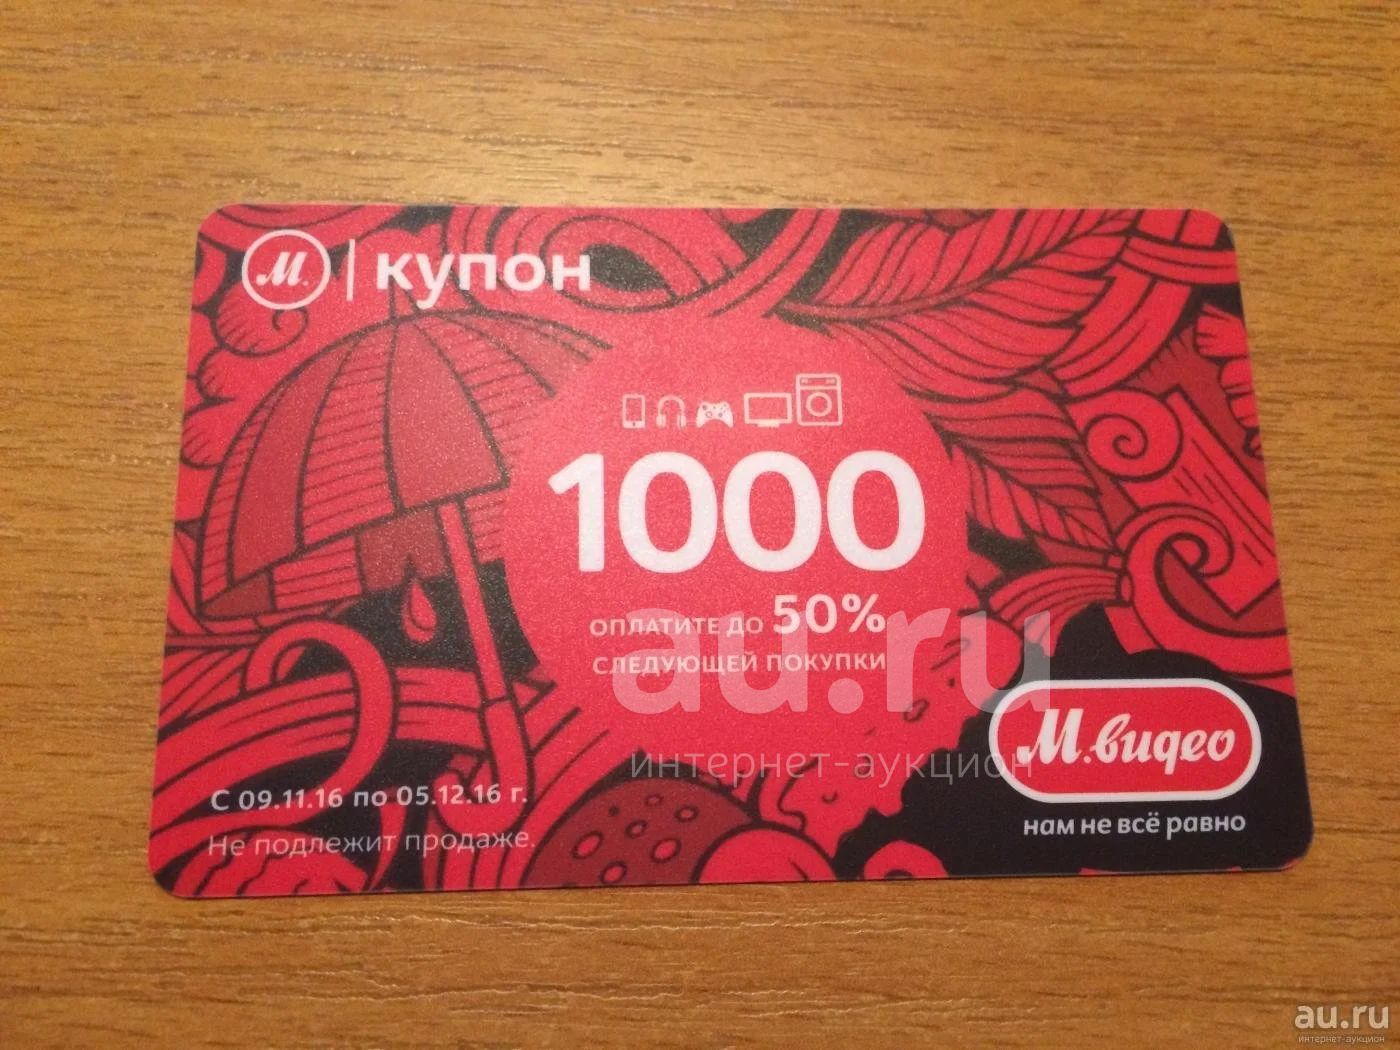 м. | купон
1000
ОПЛАТИТЕ ДО 50%
СЛЕДУЮЩЕЙ ПОКУПКИ
au.ru
интернет-аукцион
М.видео
нам не всё равно
С 09.11.16 по 05.12.16 г.
Не подлежит продаже.
au.ru
интернет-аукцион